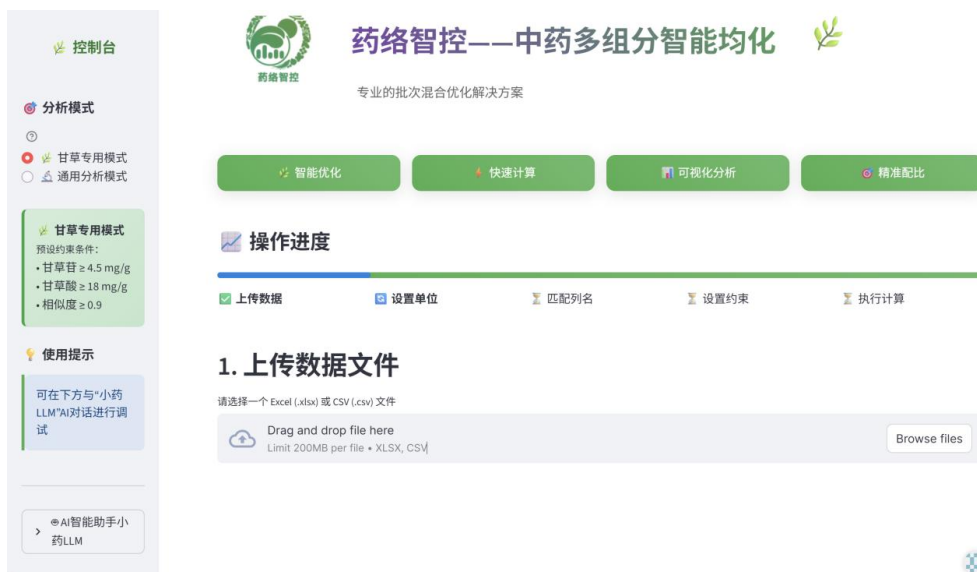 控制台
分析模式
甘草专用模式
通用分析模式
甘草专用模式
预设约束条件:
• 甘草苷 ≥ 4.5 mg/g
• 甘草酸 ≥ 18 mg/g
• 相似度 ≥ 0.9
使用提示
可在下方与“小药
LLM”AI对话进行调
试
AI智能助手小
药LLM
药络智控
药络智控——中药多组分智能均化
专业的批次混合优化解决方案
智能优化
快速计算
可视化分析
精准配比
操作进度
上传数据
设置单位
匹配列名
设置约束
执行计算
1. 上传数据文件
请选择一个 Excel (.xlsx) 或 CSV (.csv) 文件
Drag and drop file here
Limit 200MB per file • XLSX, CSV
Browse files